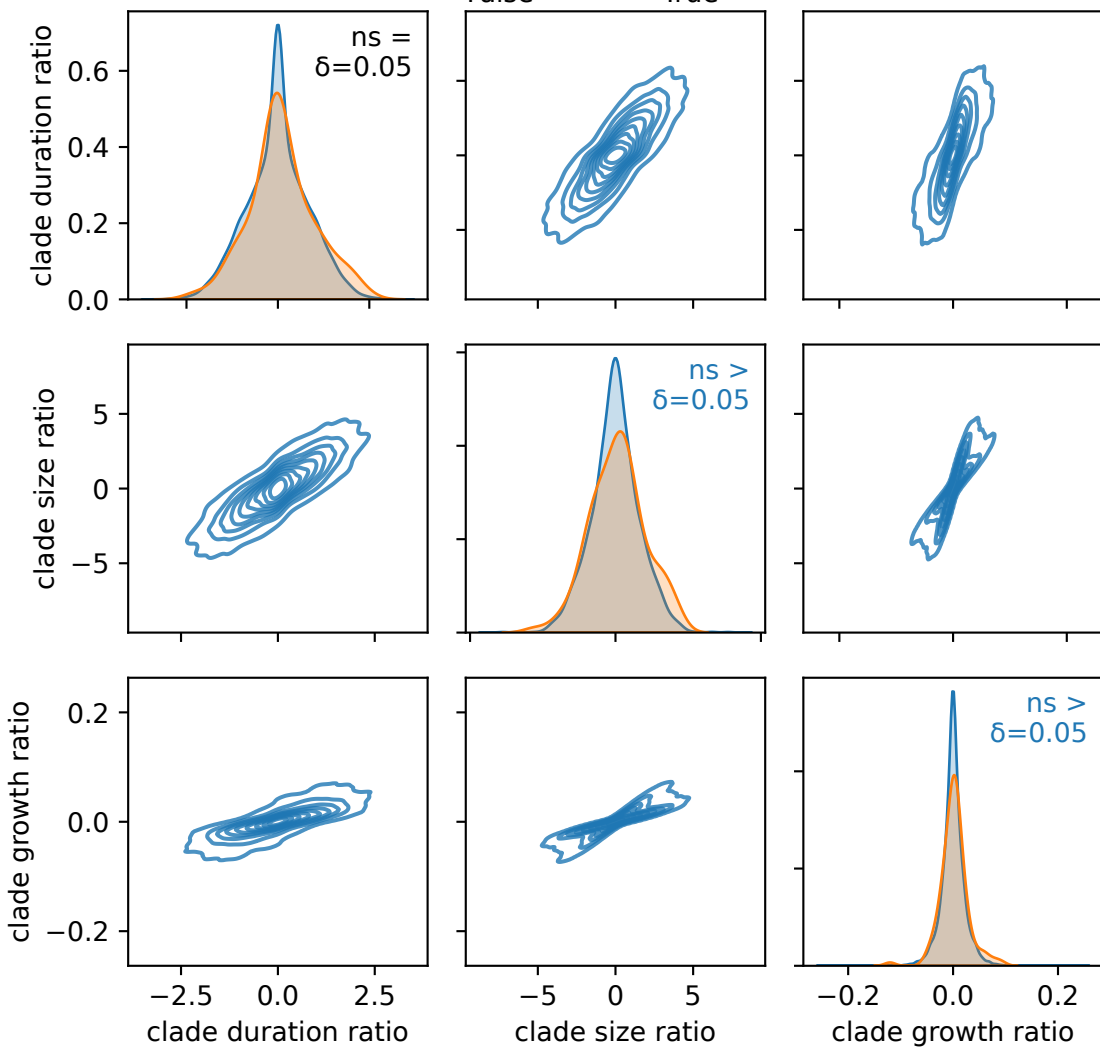 clade duration ratio
0.6
0.4
0.2
0.0
ns =
δ=0.05
clade size ratio
5
0
−5
ns >
δ=0.05
clade growth ratio
0.2
0.0
−0.2
ns >
δ=0.05
−2.5 0.0 2.5
−5 0 5
−0.2 0.0 0.2
clade duration ratio
clade size ratio
clade growth ratio